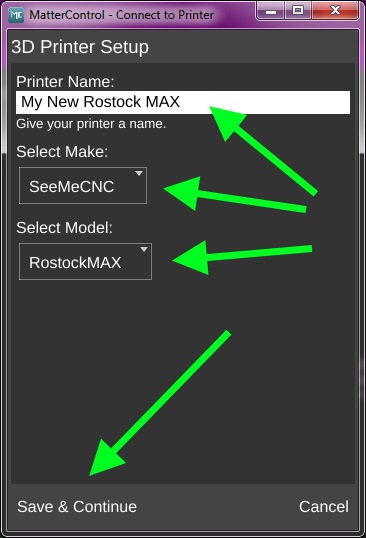 MC MatterControl - Connect to Printer
3D Printer Setup
Printer Name:
My New Rostock MAX
Give your printer a name.
Select Make:
SeeMeCNC
Select Model:
RostockMAX
Save & Continue
Cancel